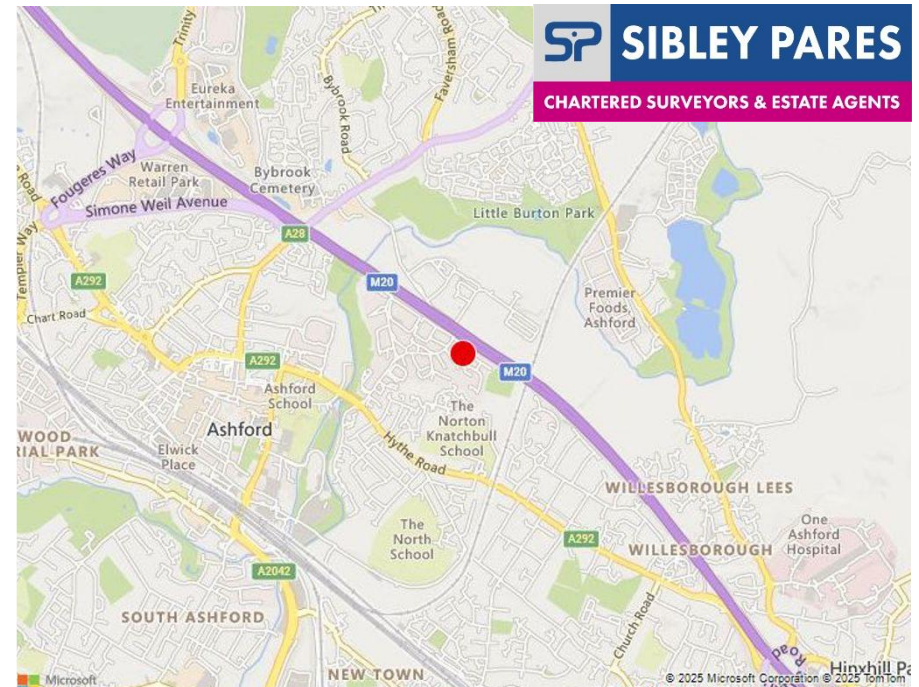 SP SIBLEY PARES
CHARTERED SURVEYORS & ESTATE AGENTS
Trinity
Faversham Road
Eureka
Entertainment
Bybrook Road
Fougeres Way
Warren
Retail Park
Bybrook
Cemetery
Road
Simone Weil Avenue
Little Burton Park
Templer Way
A28
A292
M20
Premier
Foods,
Ashford
Chart Road
A292
M20
Ashford
School
The
Norton
Knatchbull
School
Ashford
WOOD
RIAL PARK
Elwick
Place
Hythe Road
WILLESBOROUGH LEES
One
Ashford
Hospital
The
North
School
A292
WILLESBOROUGH
A2042
Church Road
SOUTH ASHFORD
NEW TOWN
Road
Hinxhill Pa
Microsoft
© 2025 Microsoft Corporation © 2025 TomTom